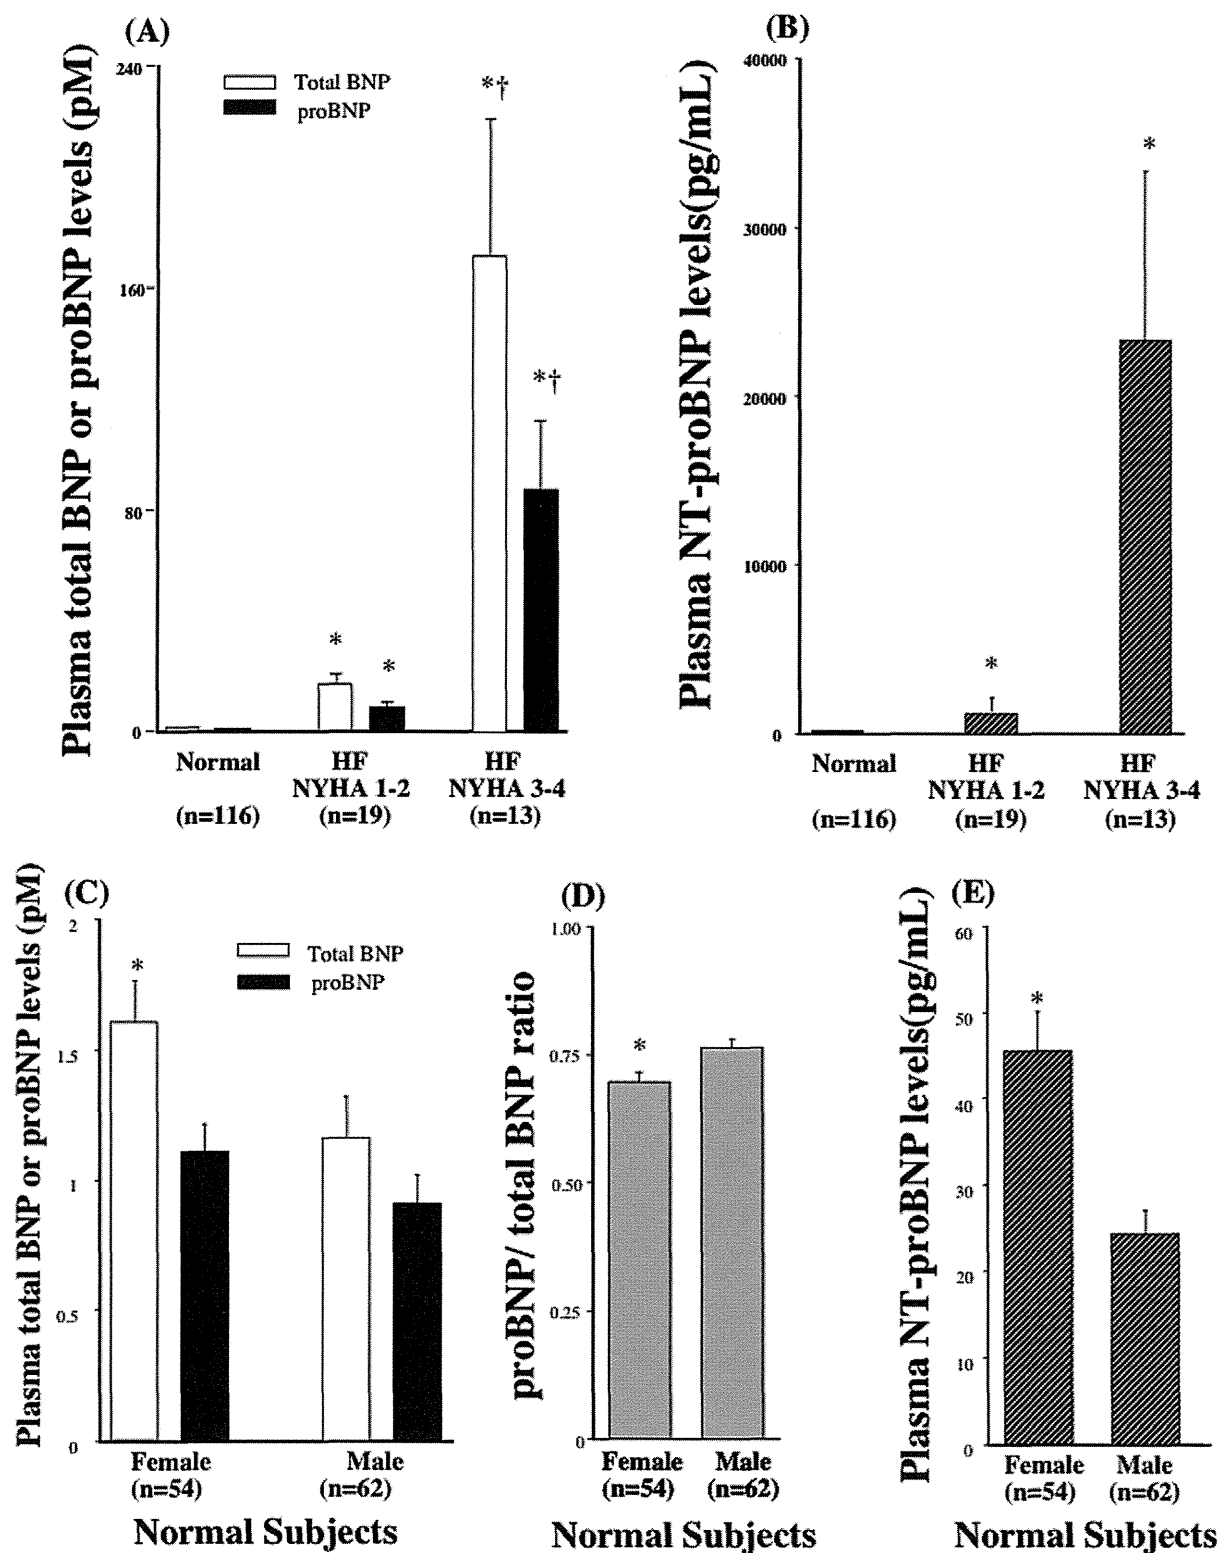 (A)
Plasma total BNP or proBNP levels (pM)
240
160
80
0
Total BNP
proBNP
*†
*†
*
*
Normal
(n=116)
HF
NYHA 1-2
(n=19)
HF
NYHA 3-4
(n=13)
(B)
Plasma NT-proBNP levels(pg/mL)
40000
30000
20000
10000
0
*
*
Normal
(n=116)
HF
NYHA 1-2
(n=19)
HF
NYHA 3-4
(n=13)
(C)
Plasma total BNP or proBNP levels (pM)
2
1.5
1
0.5
0
Total BNP
proBNP
*
Female
(n=54)
Male
(n=62)
Normal Subjects
(D)
proBNP/ total BNP ratio
1.00
0.75
0.50
0.25
0
*
Female
(n=54)
Male
(n=62)
Normal Subjects
(E)
Plasma NT-proBNP levels(pg/mL)
60
50
40
30
20
10
0
*
Female
(n=54)
Male
(n=62)
Normal Subjects